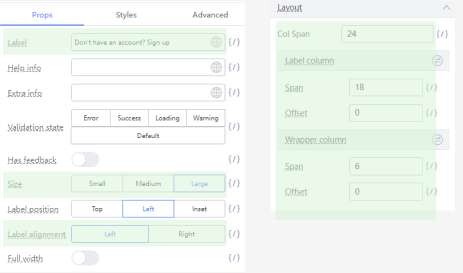 Props Styles Advanced
Label Don't have an account? Sign up {/}
Help info {/}
Extra info {/}
Validation state Error Success Loading Warning {/}
Default
Has feedback {/}
Size Small Medium Large {/}
Label position Top Left Inset {/}
Label alignment Left Right {/}
Full width {/}
Layout
Col Span 24 {/}
Label column
Span 18 {/}
Offset 0 {/}
Wrapper column
Span 6 {/}
Offset 0 {/}